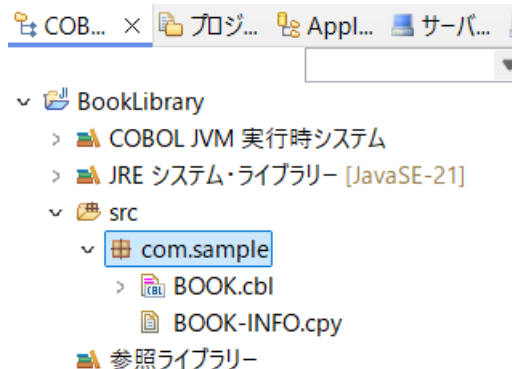 COB... プロジ... Appl... サーバ...
BookLibrary
COBOL JVM 実行時システム
JRE システム・ライブラリー [JavaSE-21]
src
com.sample
BOOK.cbl
BOOK-INFO.cpy
参照ライブラリー